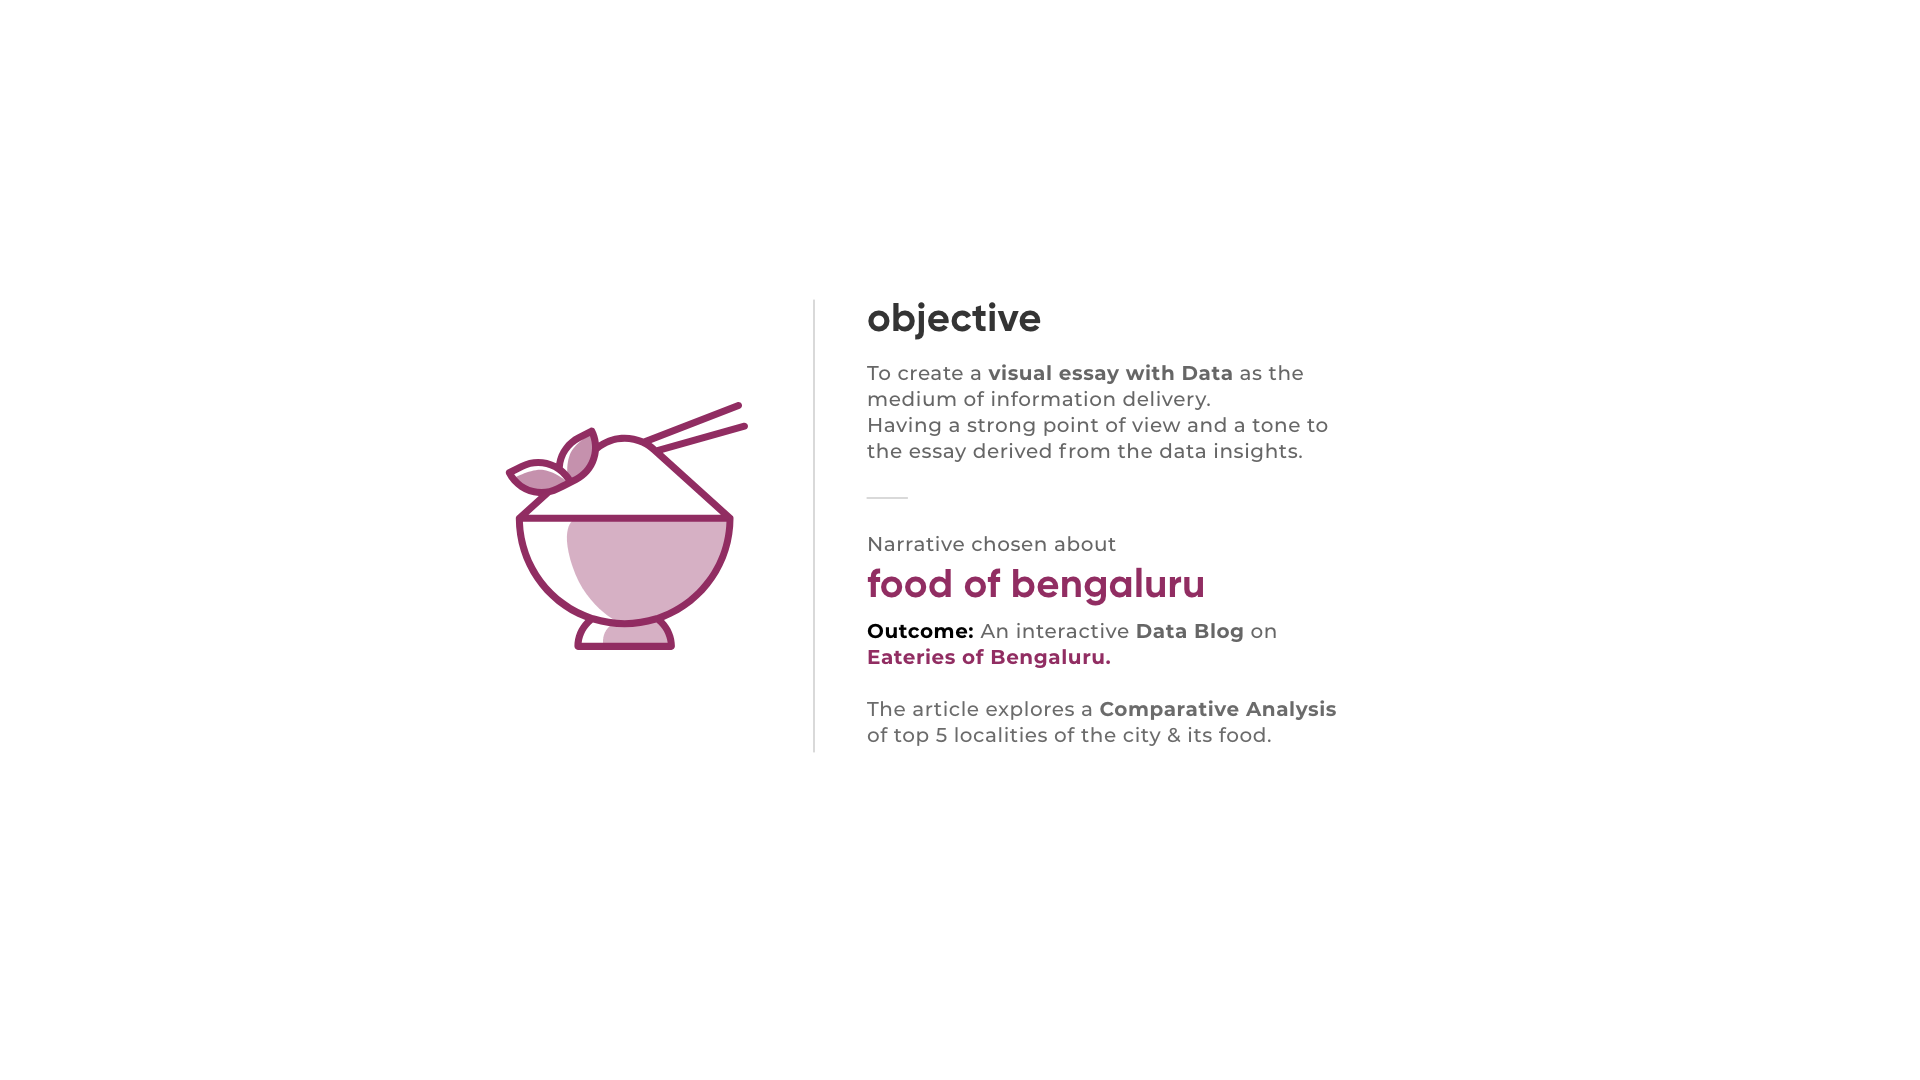 objective
To create a visual essay with Data as the
medium of information delivery.
Having a strong point of view and a tone to
the essay derived from the data insights.
Narrative chosen about
food of bengaluru
Outcome: An interactive Data Blog on
Eateries of Bengaluru.
The article explores a Comparative Analysis
of top 5 localities of the city & its food.